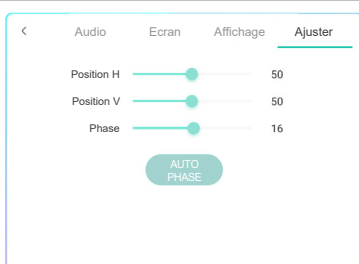 Audio Ecran Affichage Ajuster
Position H 50
Position V 50
Phase 16
AUTO
PHASE